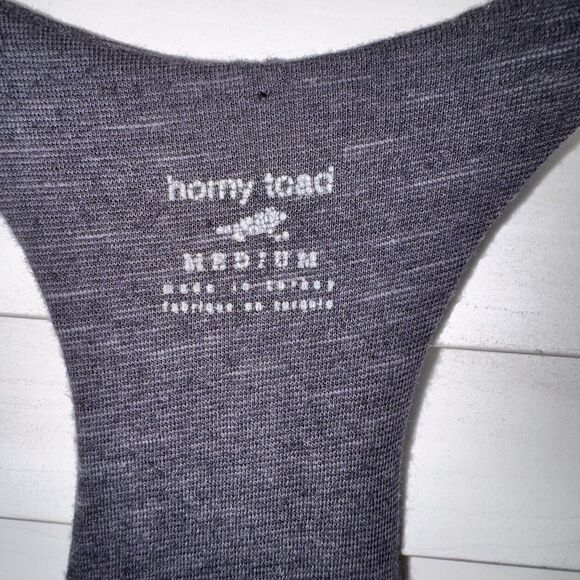 horny toad
MEDIUM
made in turkey
fabriqué en turquie